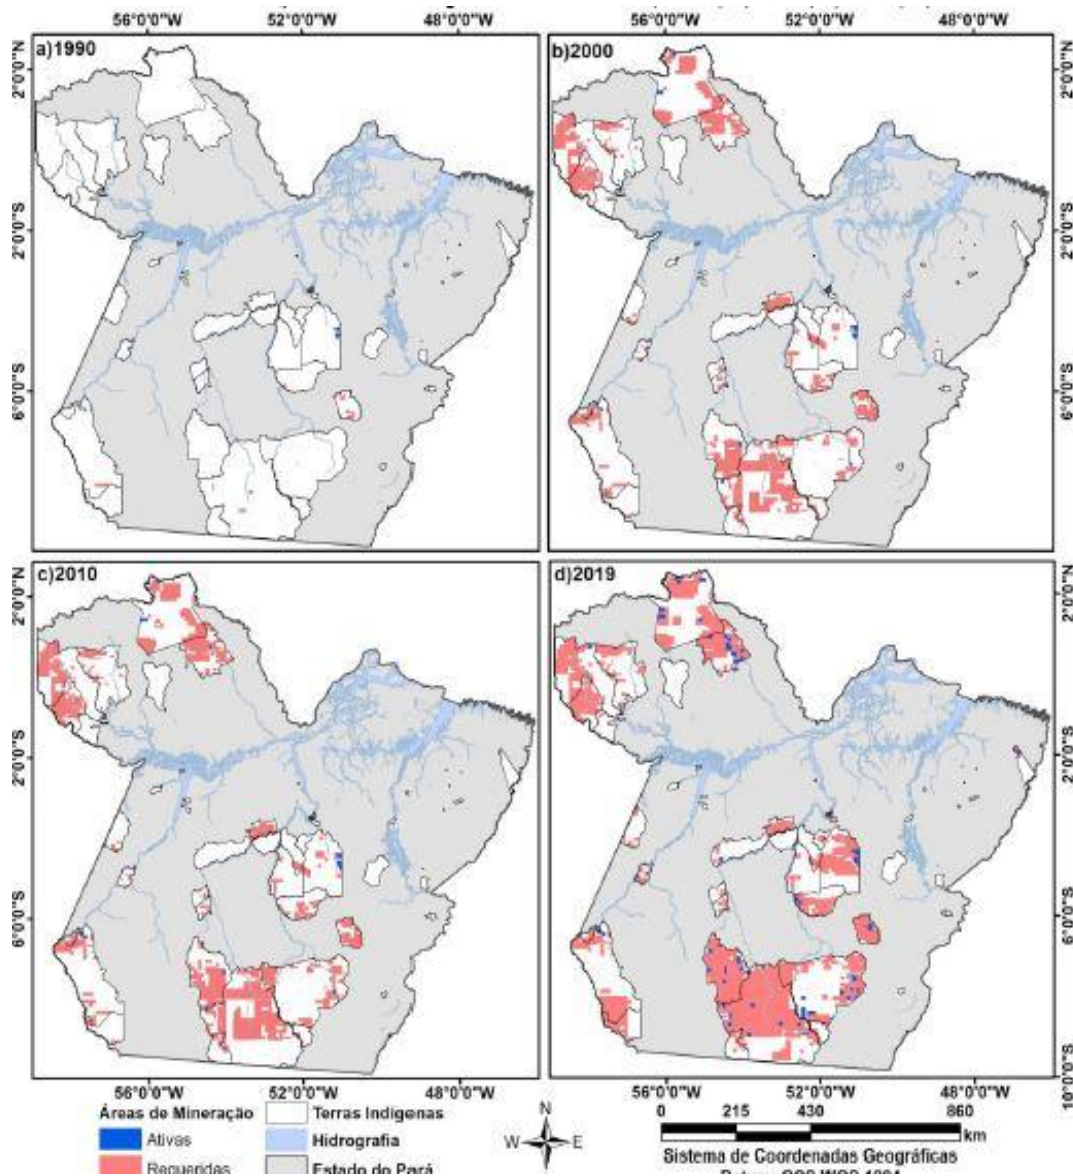 56°0'0"W 52°0'0"W 48°0'0"W 56°0'0"W 52°0'0"W 48°0'0"W
a)1990
b)2000
2°0'0"N
2°0'0"S
6°0'0"S
2°0'0"N
2°0'0"S
6°0'0"S
c)2010
d)2019
2°0'0"N
2°0'0"S
6°0'0"S
2°0'0"N
2°0'0"S
6°0'0"S
10°0'0"S
56°0'0"W 52°0'0"W 48°0'0"W 56°0'0"W 52°0'0"W 48°0'0"W
Áreas de Mineração
Ativas
Requeridas
Terras Indígenas
Hidrografia
Estado do Pará
N
W E
0 215 430 860
km
Sistema de Coordenadas Geográficas